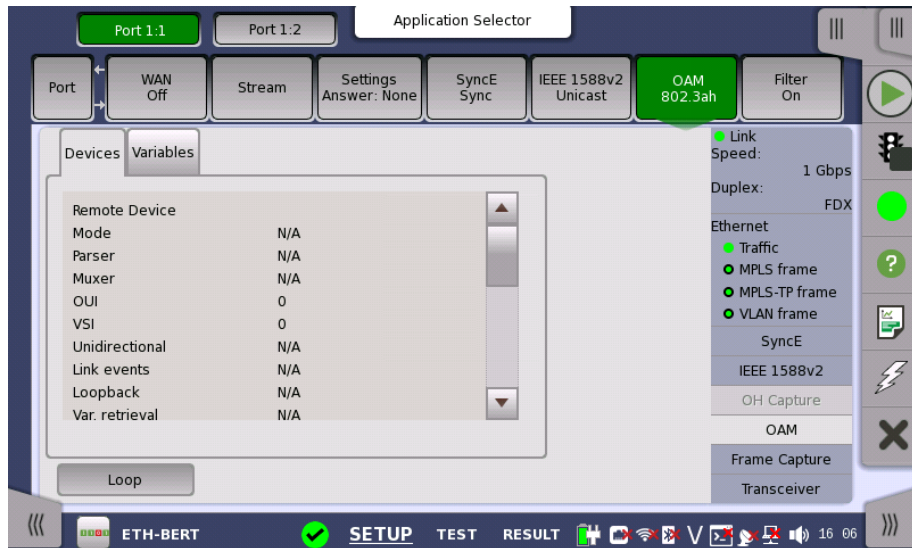 Application Selector
Port 1:1
Port 1:2
Port
WAN
Off
Stream
Settings
Answer: None
SyncE
Sync
IEEE 1588v2
Unicast
OAM
802.3ah
Filter
On
Devices
Variables
Remote Device
Mode N/A
Parser N/A
Muxer N/A
OUI 0
VSI 0
Unidirectional N/A
Link events N/A
Loopback N/A
Var. retrieval N/A
Loop
Link
Speed:
1 Gbps
Duplex:
FDX
Ethernet
Traffic
MPLS frame
MPLS-TP frame
VLAN frame
SyncE
IEEE 1588v2
OH Capture
OAM
Frame Capture
Transceiver
ETH-BERT
SETUP TEST RESULT
V
16 06